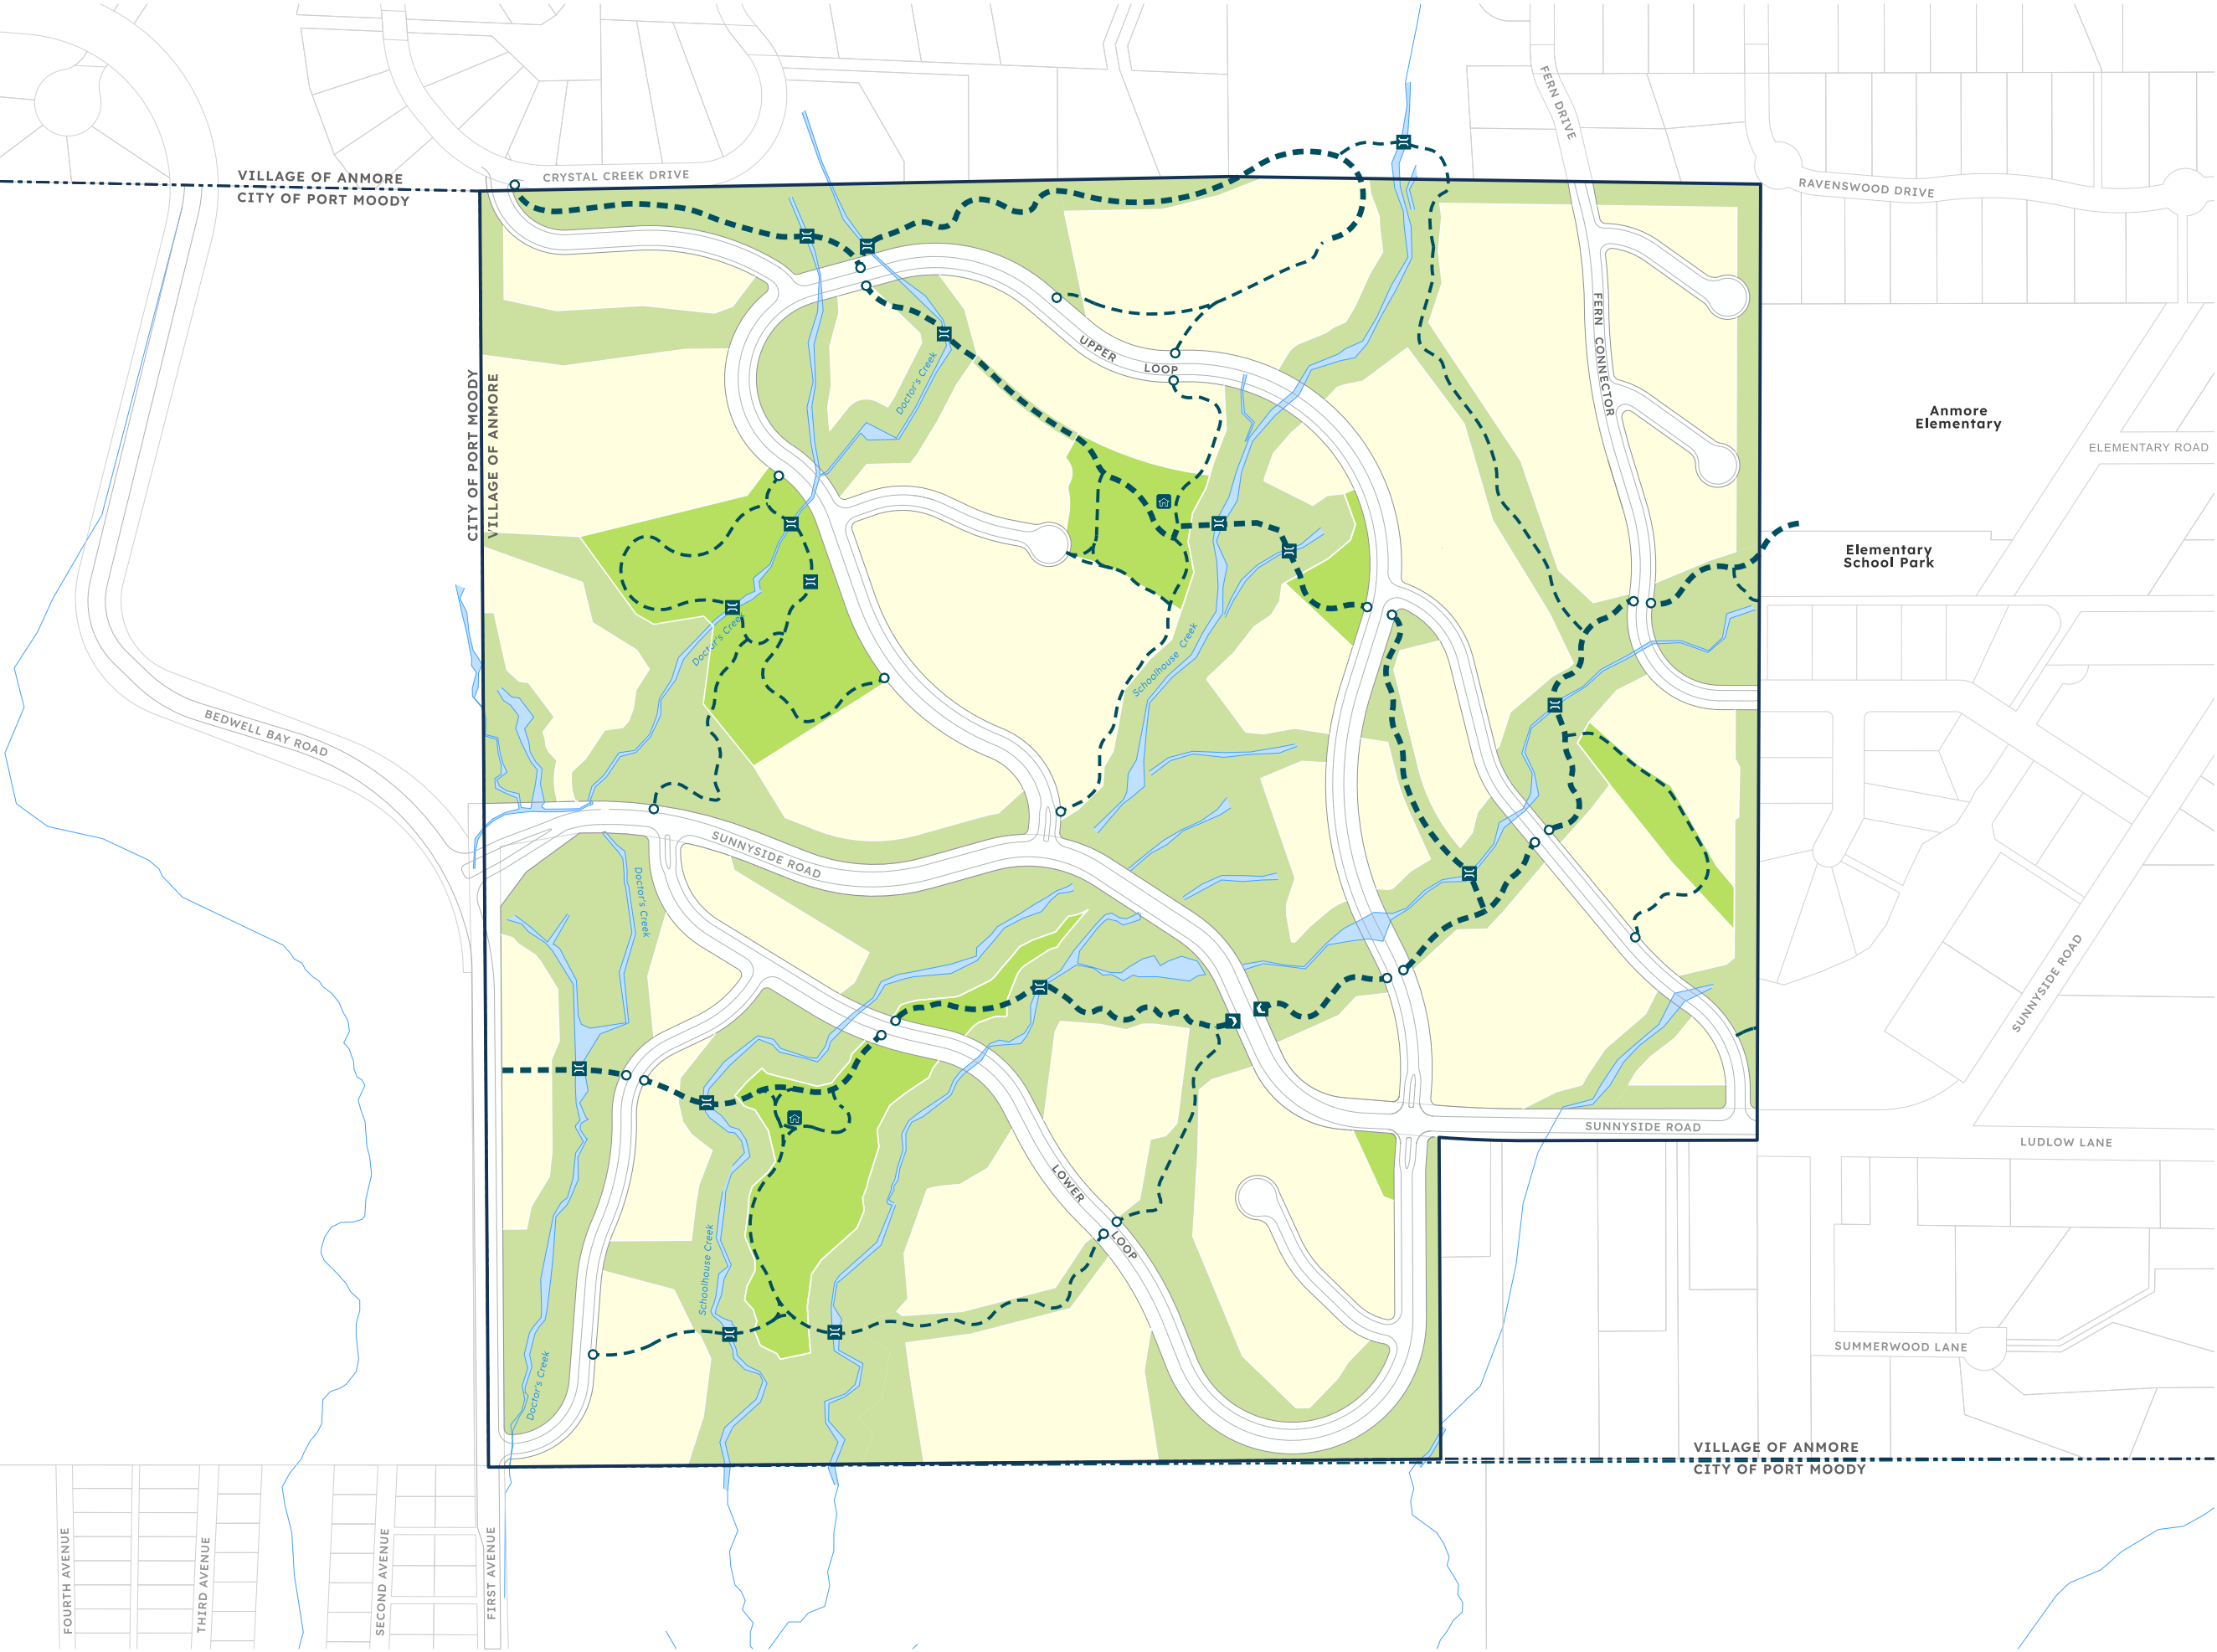 FERN DRIVE
VILLAGE OF ANMORE
CITY OF PORT MOODY
CRYSTAL CREEK DRIVE
RAVENSWOOD DRIVE
UPPER
LOOP
FERN CONNECTOR
Doctor's Creek
CITY OF PORT MOODY
VILLAGE OF ANMORE
Anmore
Elementary
ELEMENTARY ROAD
Elementary
School Park
Doctor's Creek
Schoolhouse Creek
BEDWELL BAY ROAD
SUNNYSIDE ROAD
Doctor's Creek
SUNNYSIDE ROAD
SUNNYSIDE ROAD
LUDLOW LANE
LOWER
LOOP
Schoolhouse Creek
SUMMERWOOD LANE
Doctor's Creek
VILLAGE OF ANMORE
CITY OF PORT MOODY
FOURTH AVENUE
THIRD AVENUE
SECOND AVENUE
FIRST AVENUE